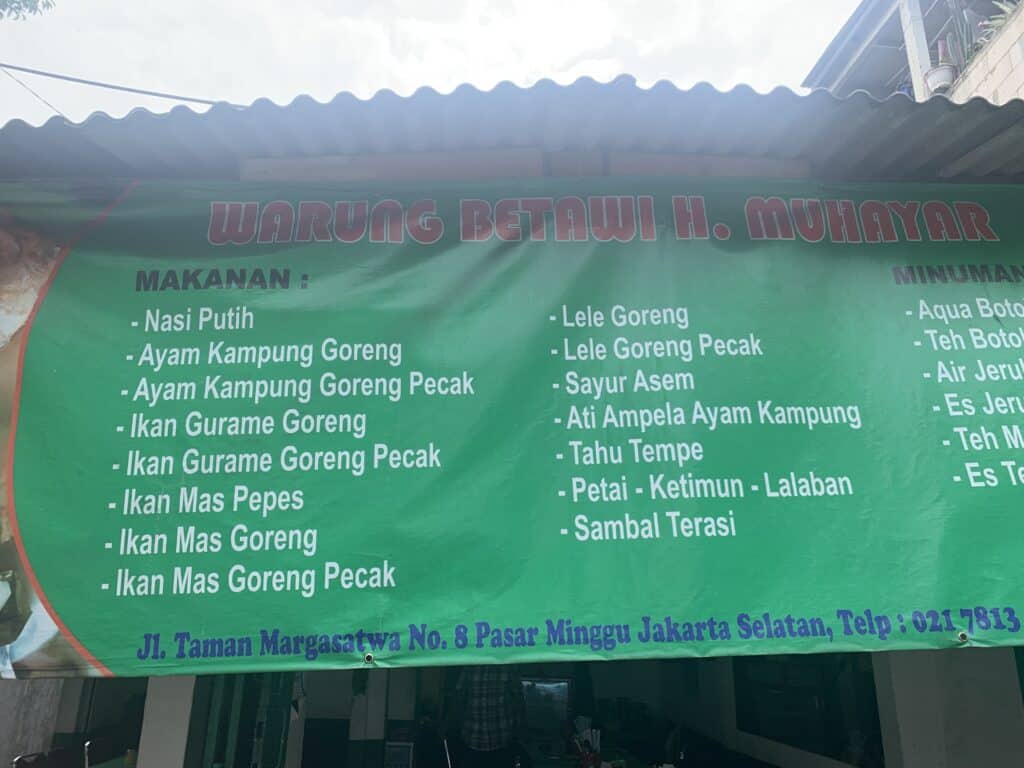 WARUNG BETAWI H. MUHAYAR
MAKANAN :
- Nasi Putih
- Ayam Kampung Goreng
- Ayam Kampung Goreng Pecak
- Ikan Gurame Goreng
- Ikan Gurame Goreng Pecak
- Ikan Mas Pepes
- Ikan Mas Goreng
- Ikan Mas Goreng Pecak
- Lele Goreng
- Lele Goreng Pecak
- Sayur Asem
- Ati Ampela Ayam Kampung
- Tahu Tempe
- Petai - Ketimun - Lalaban
- Sambal Terasi
MINUMAN
- Aqua
- Teh
- Air
- Es
- Teh
- Es
Jl. Taman Margasatwa No. 8 Pasar Minggu Jakarta Selatan, Telp : 021 7813